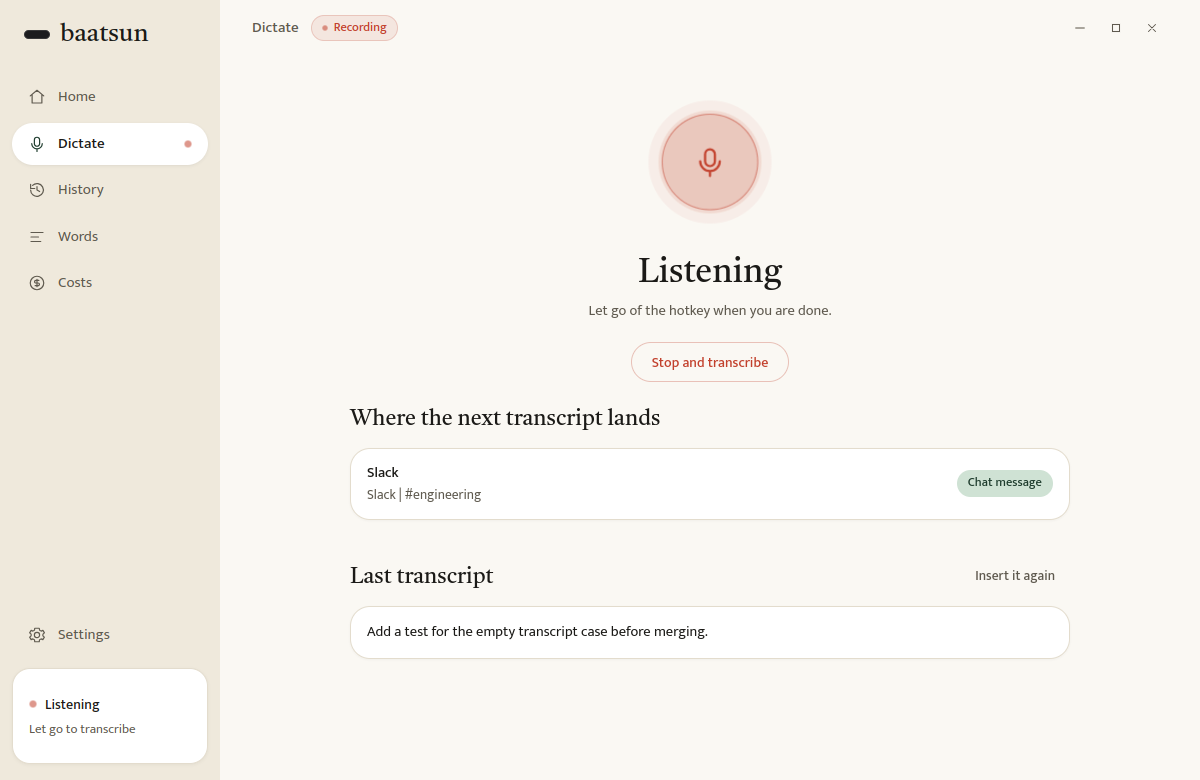 baatsun
Home
Dictate
History
Words
Costs
Settings
Listening
Let go to transcribe
Dictate
Recording
Listening
Let go of the hotkey when you are done.
Stop and transcribe
Where the next transcript lands
Slack
Slack | #engineering
Chat message
Last transcript
Insert it again
Add a test for the empty transcript case before merging.